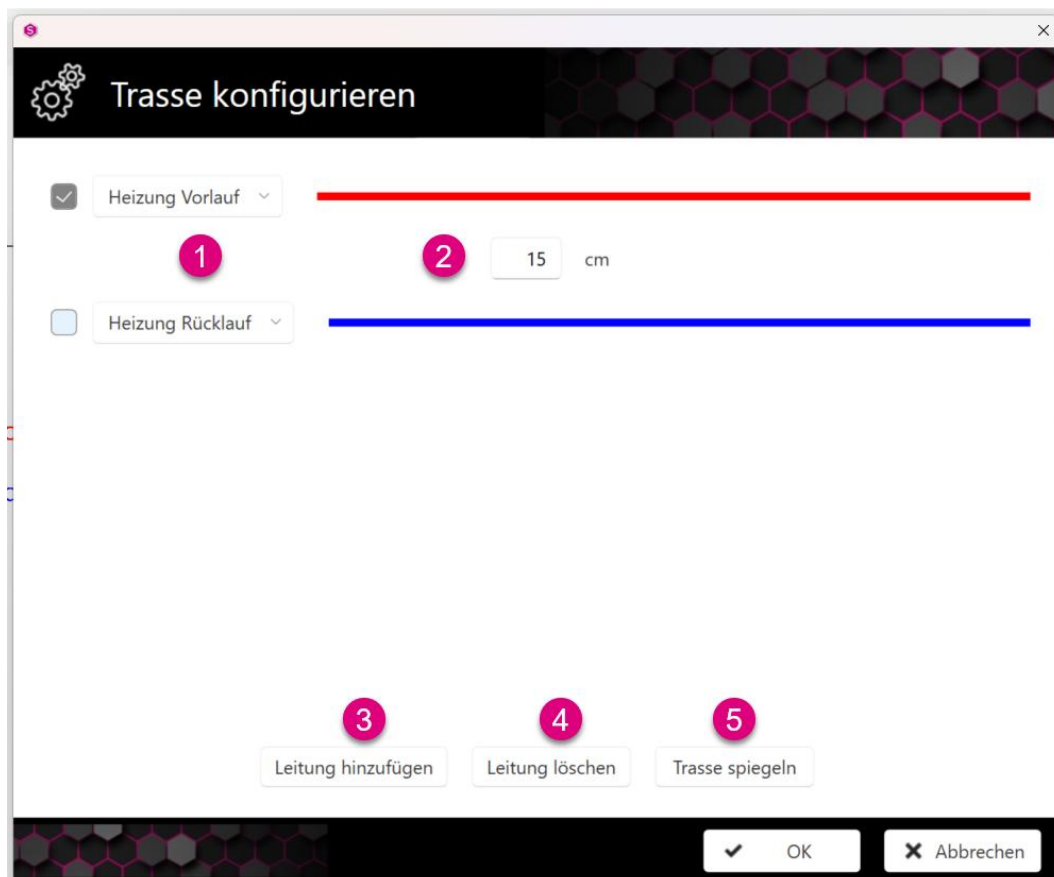 S
Trasse konfigurieren
Heizung Vorlauf
1
2 15 cm
Heizung Rücklauf
3 4 5
Leitung hinzufügen Leitung löschen Trasse spiegeln
OK Abbrechen